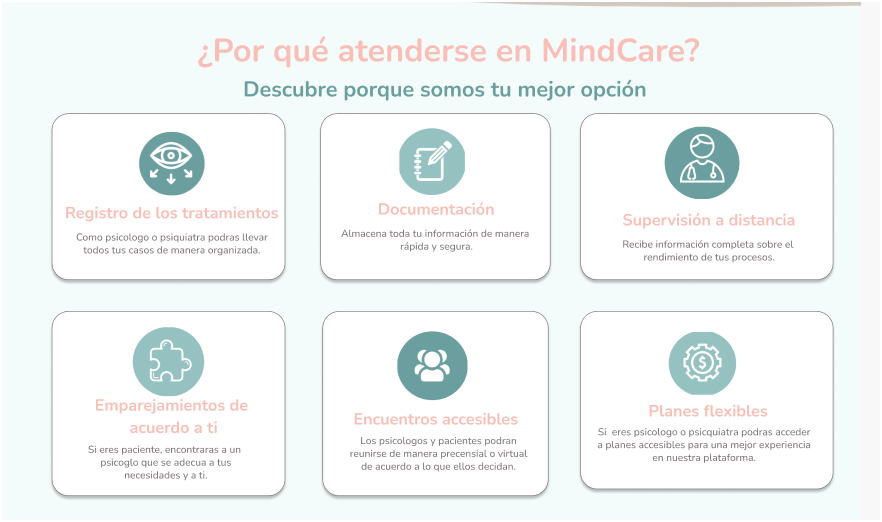 ¿Por qué atenderse en MindCare?
Descubre porque somos tu mejor opción
Registro de los tratamientos
Como psicologo o psiquiatra podras llevar
todos tus casos de manera organizada.
Documentación
Almacena toda tu información de manera
rápida y segura.
Supervisión a distancia
Recibe información completa sobre el
rendimiento de tus procesos.
Emparejamientos de
acuerdo a ti
Si eres paciente, encontraras a un
psicoglo que se adecua a tus
necesidades y a ti.
Encuentros accesibles
Los psicologos y pacientes podran
reunirse de manera precensial o virtual
de acuerdo a lo que ellos decidan.
Planes flexibles
Si  eres psicologo o psicquiatra podras acceder
a planes accesibles para una mejor experiencia
en nuestra plataforma.